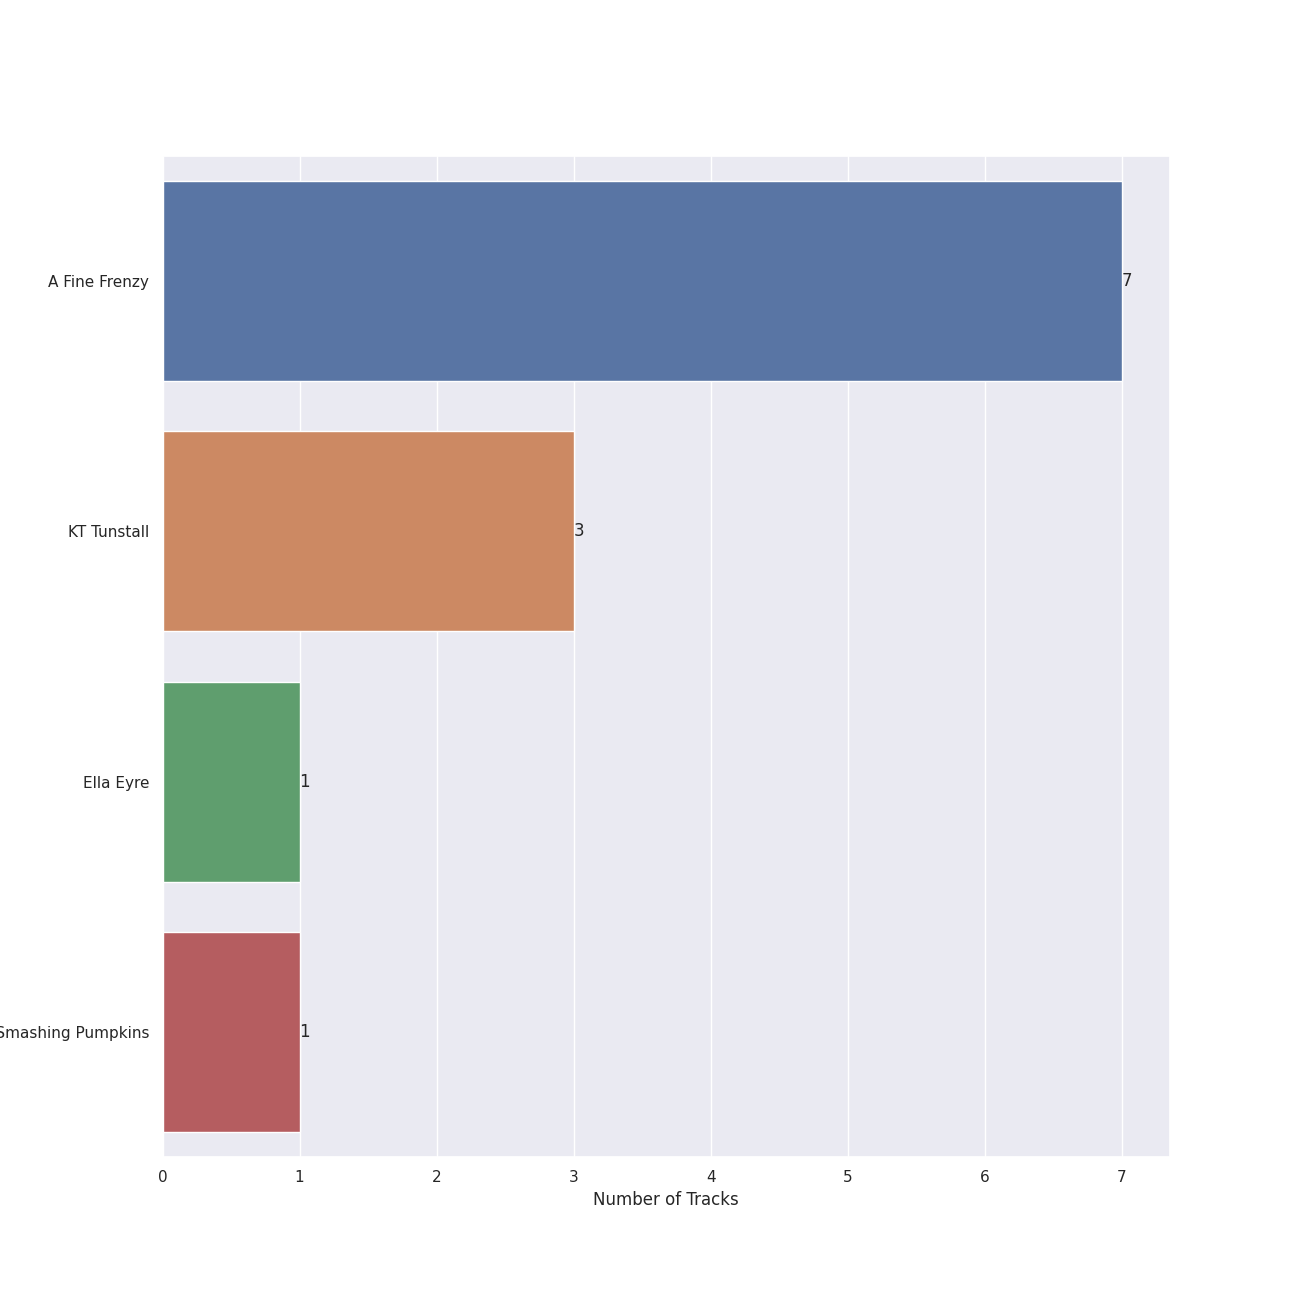 A Fine Frenzy
7
KT Tunstall
3
Ella Eyre
1
Smashing Pumpkins
1
0 1 2 3 4 5 6 7
Number of Tracks